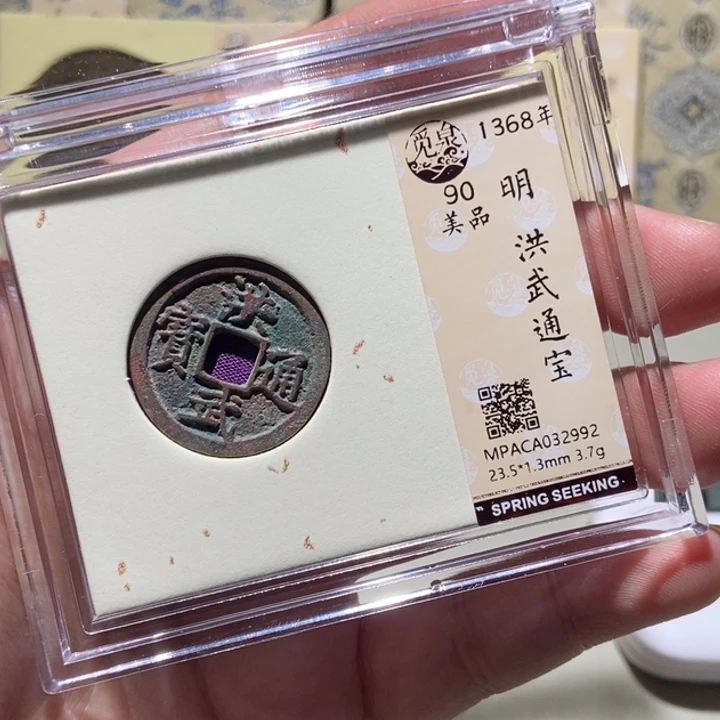 觅泉
1368年
90
美品
明
洪武通宝
MPACA032992
23.5*1.3mm 3.7g
SPRING SEEKING
洪武通寳